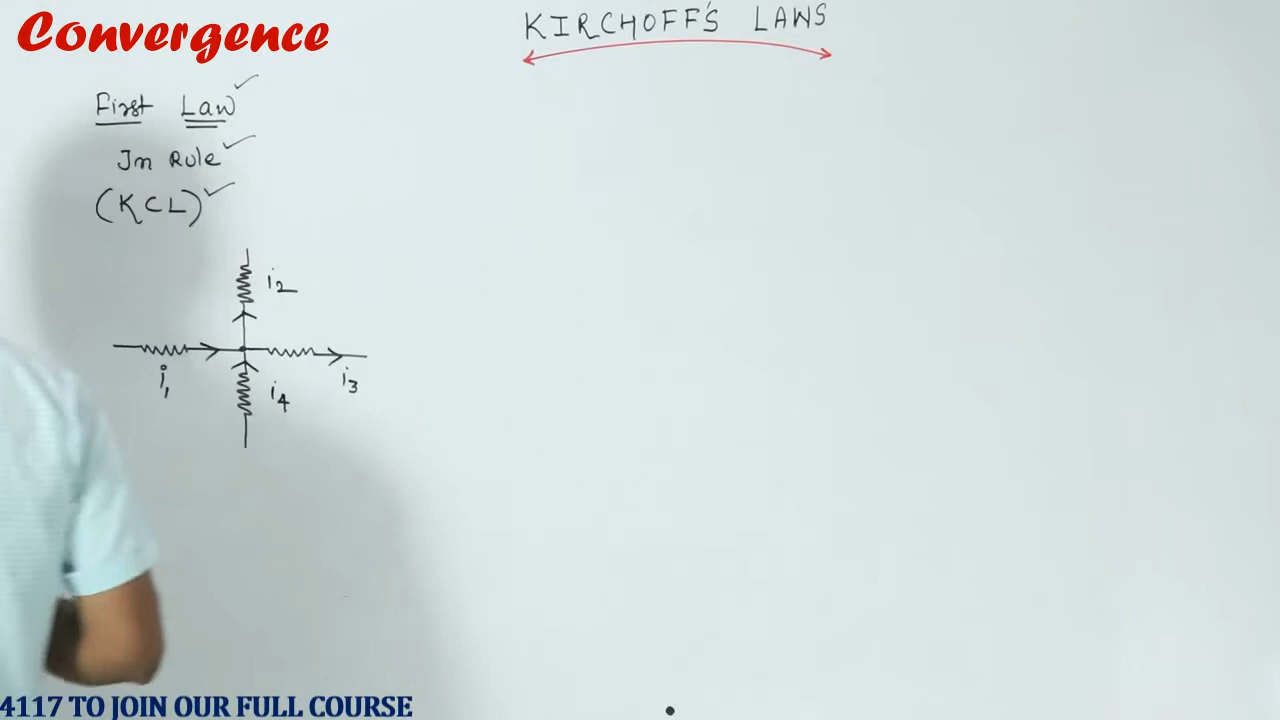 Convergence
KIRCHOFF'S LAWS
First Law
Jn Rule
(KCL)
i2
i1
i3
i4
4117 TO JOIN OUR FULL COURSE